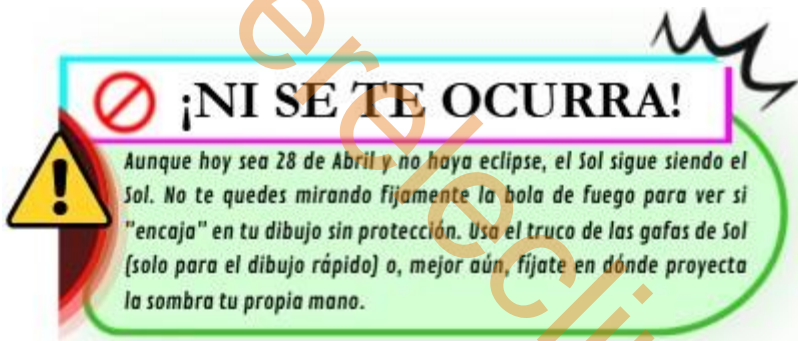 ¡NI SE TE OCURRA!
Aunque hoy sea 28 de Abril y no haya eclipse, el Sol sigue siendo el
Sol. No te quedes mirando fijamente la bola de fuego para ver si
"encaja" en tu dibujo sin protección. Usa el truco de las gafas de Sol
(solo para el dibujo rápido) o, mejor aún, fíjate en dónde proyecta
la sombra tu propia mano.
erecli